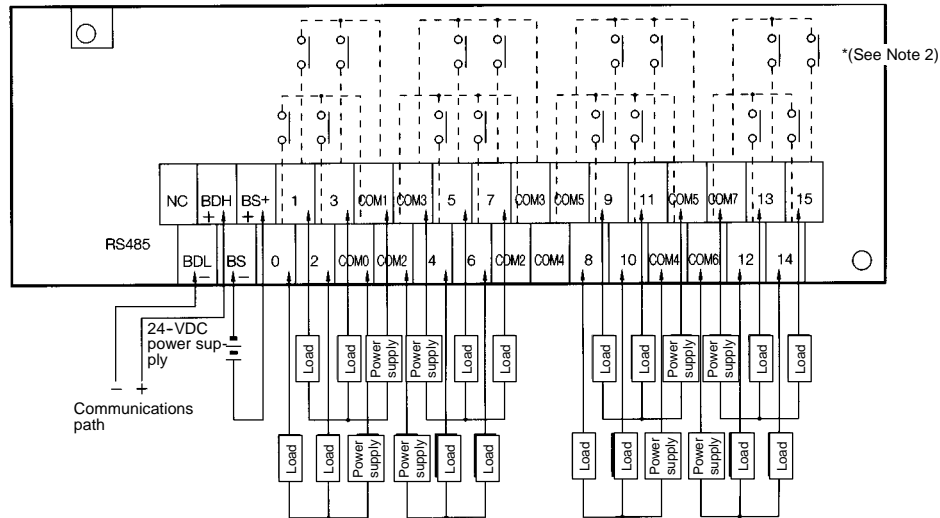 *(See Note 2)
NC BDH BS+ 1 3 COM1 COM3 5 7 COM3 COM5 9 11 COM5 COM7 13 15
+ +
RS485
BDL BS 0 2 COM0 COM2 4 6 COM2 COM4 8 10 COM4 COM6 12 14
– –
24-VDC
power sup-
ply
– +
Communications
path
Load Load Power supply Power supply Load Load Load Load Power supply Power supply Load Load
Load Load Power supply Power supply Load Load Load Load Power supply Power supply Load Load